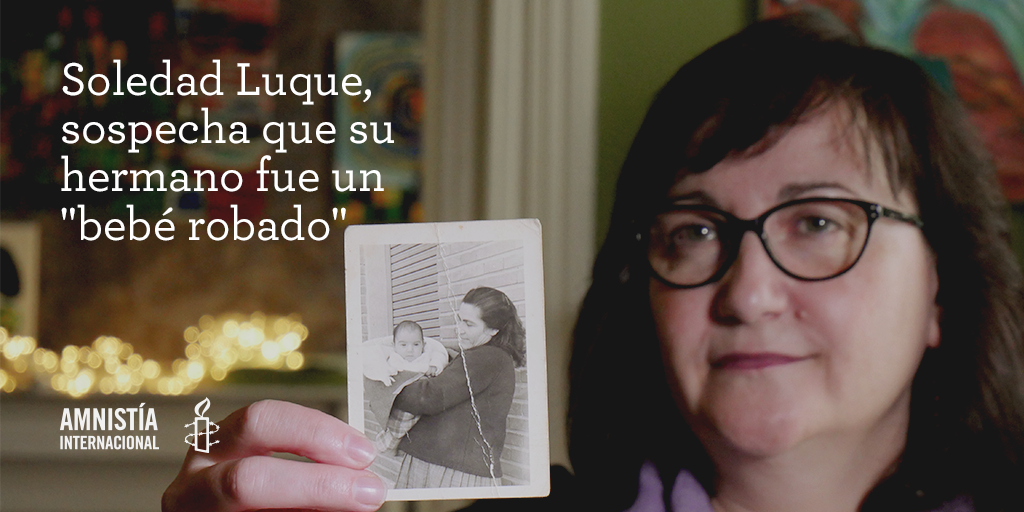 Soledad Luque,
sospecha que su
hermano fue un
"bebé robado"
AMNISTÍA
INTERNACIONAL